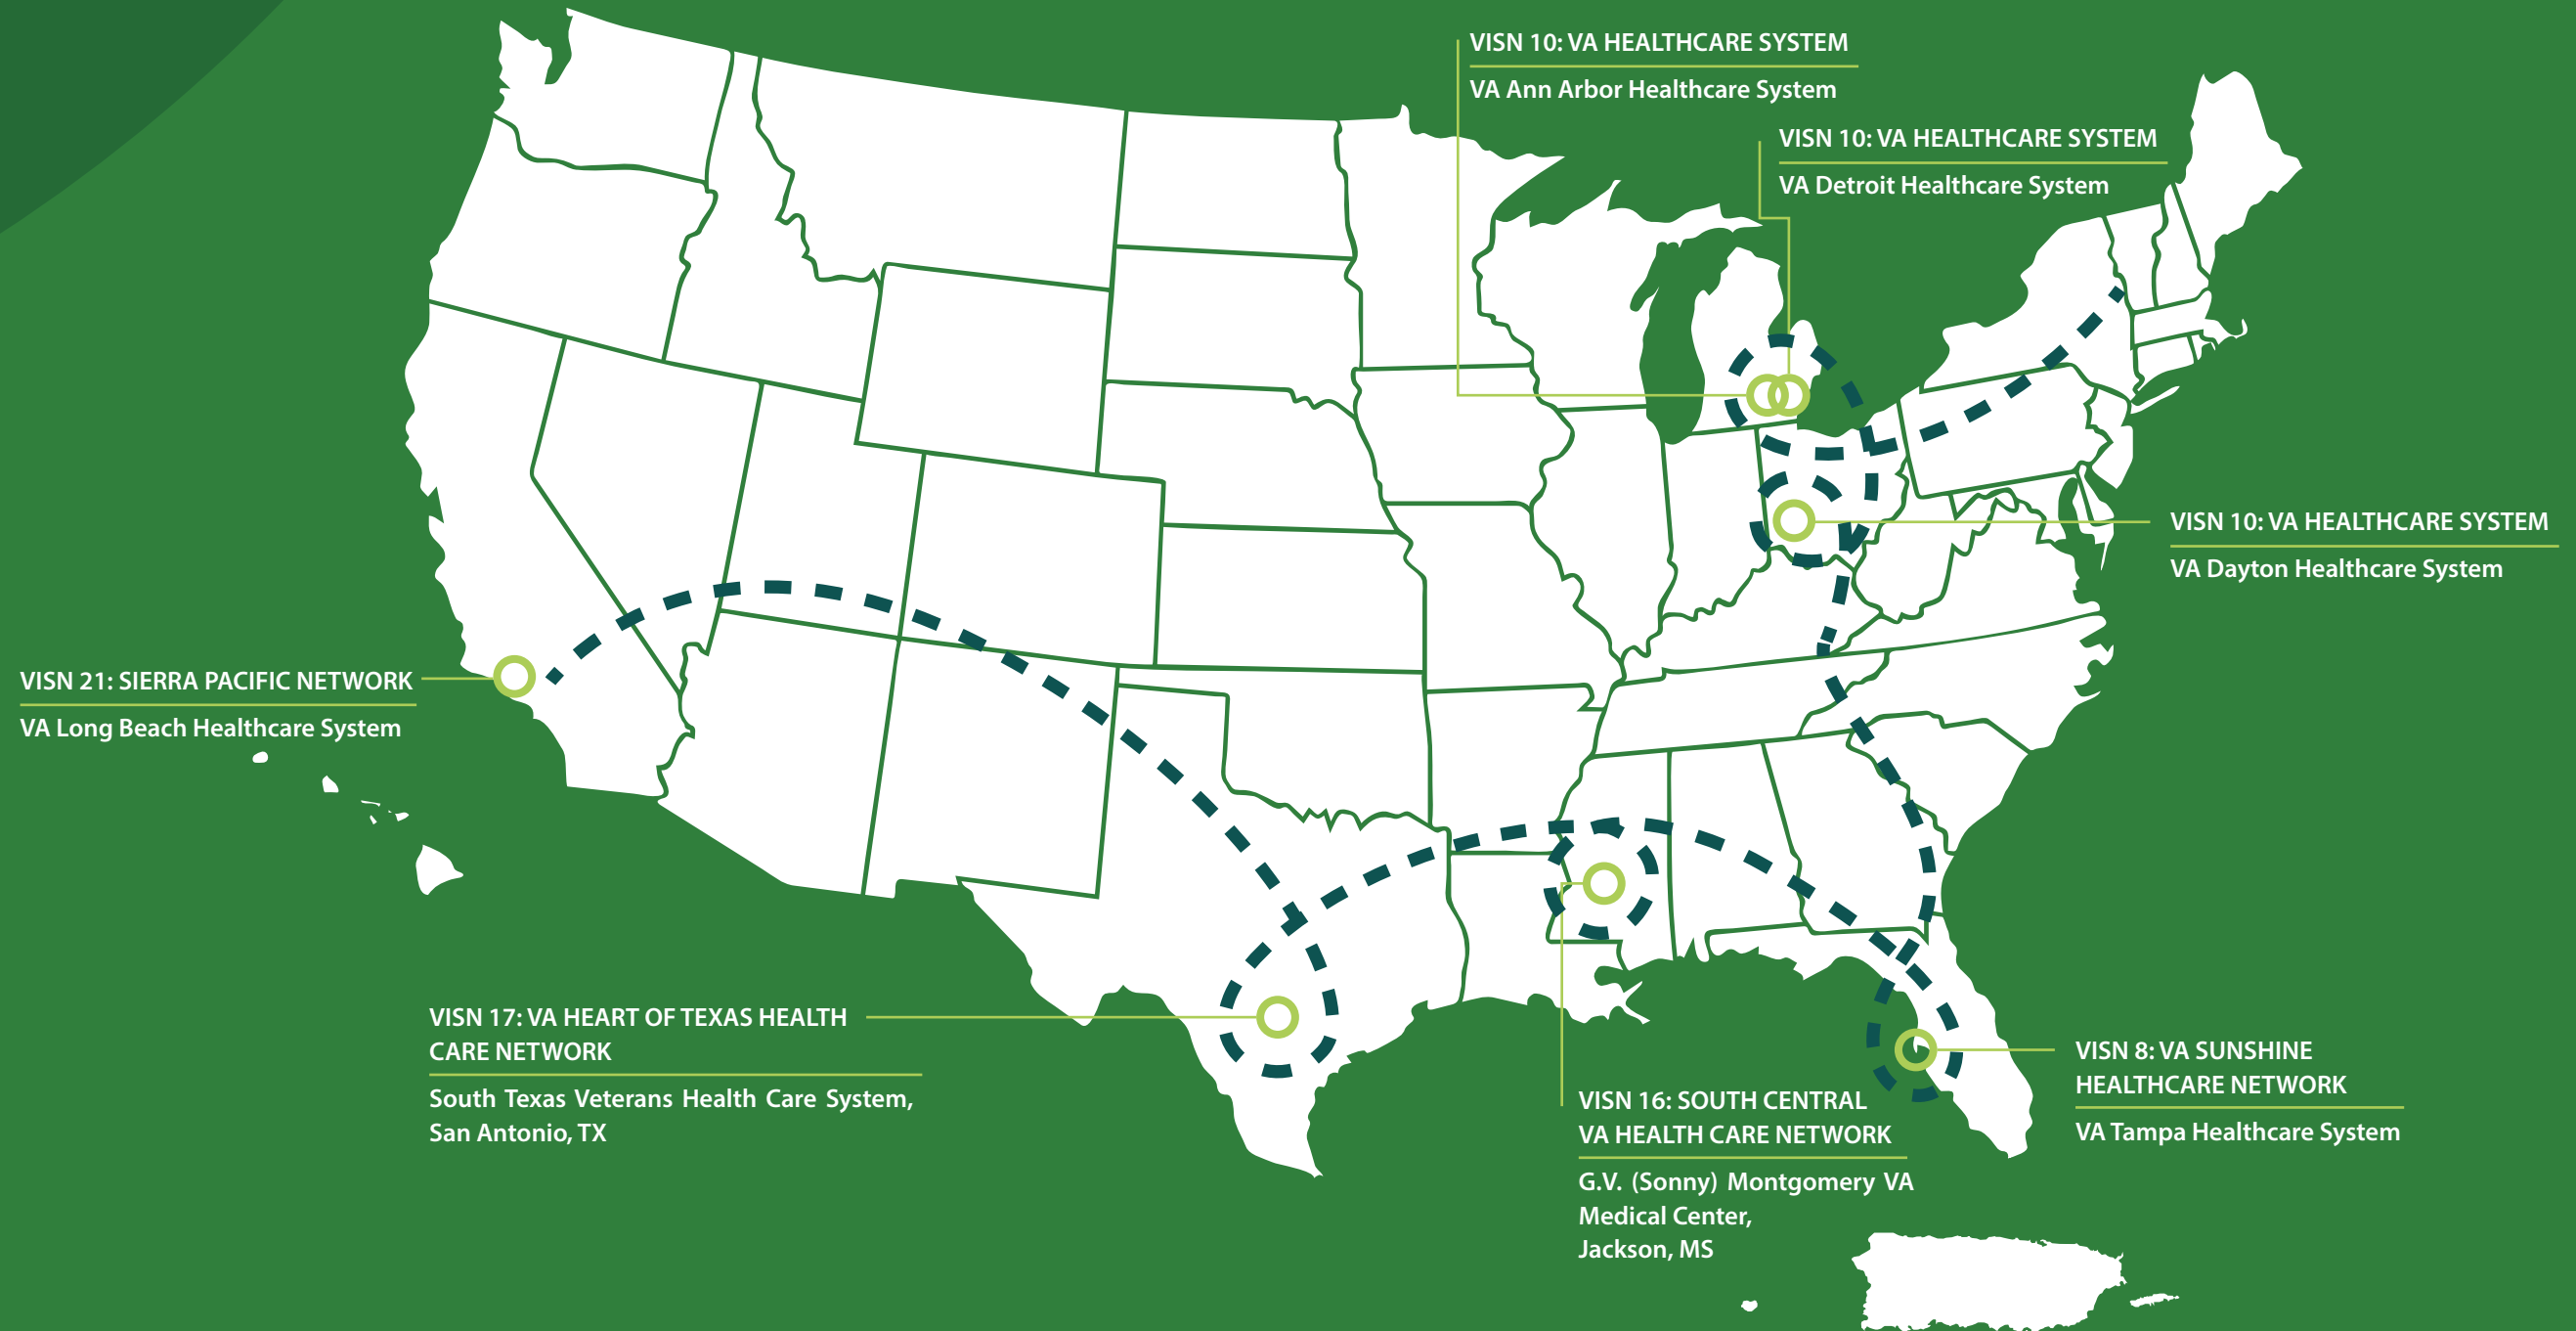 VISN 10: VA HEALTHCARE SYSTEM
VA Ann Arbor Healthcare System
VISN 10: VA HEALTHCARE SYSTEM
VA Detroit Healthcare System
VISN 10: VA HEALTHCARE SYSTEM
VA Dayton Healthcare System
VISN 21: SIERRA PACIFIC NETWORK
VA Long Beach Healthcare System
VISN 17: VA HEART OF TEXAS HEALTH
CARE NETWORK
South Texas Veterans Health Care System,
San Antonio, TX
VISN 16: SOUTH CENTRAL
VA HEALTH CARE NETWORK
G.V. (Sonny) Montgomery VA
Medical Center,
Jackson, MS
VISN 8: VA SUNSHINE
HEALTHCARE NETWORK
VA Tampa Healthcare System